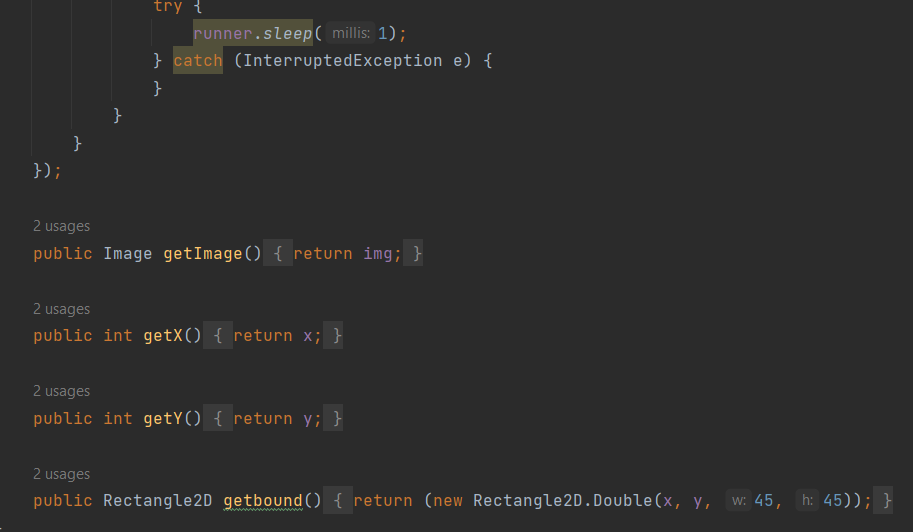 try {
runner.sleep( millis: 1);
} catch (InterruptedException e) {
}
}
}
});
2 usages
public Image getImage() { return img; }
2 usages
public int getX() { return x; }
2 usages
public int getY() { return y; }
2 usages
public Rectangle2D getbound() { return (new Rectangle2D.Double(x, y, w: 45, h: 45)); }